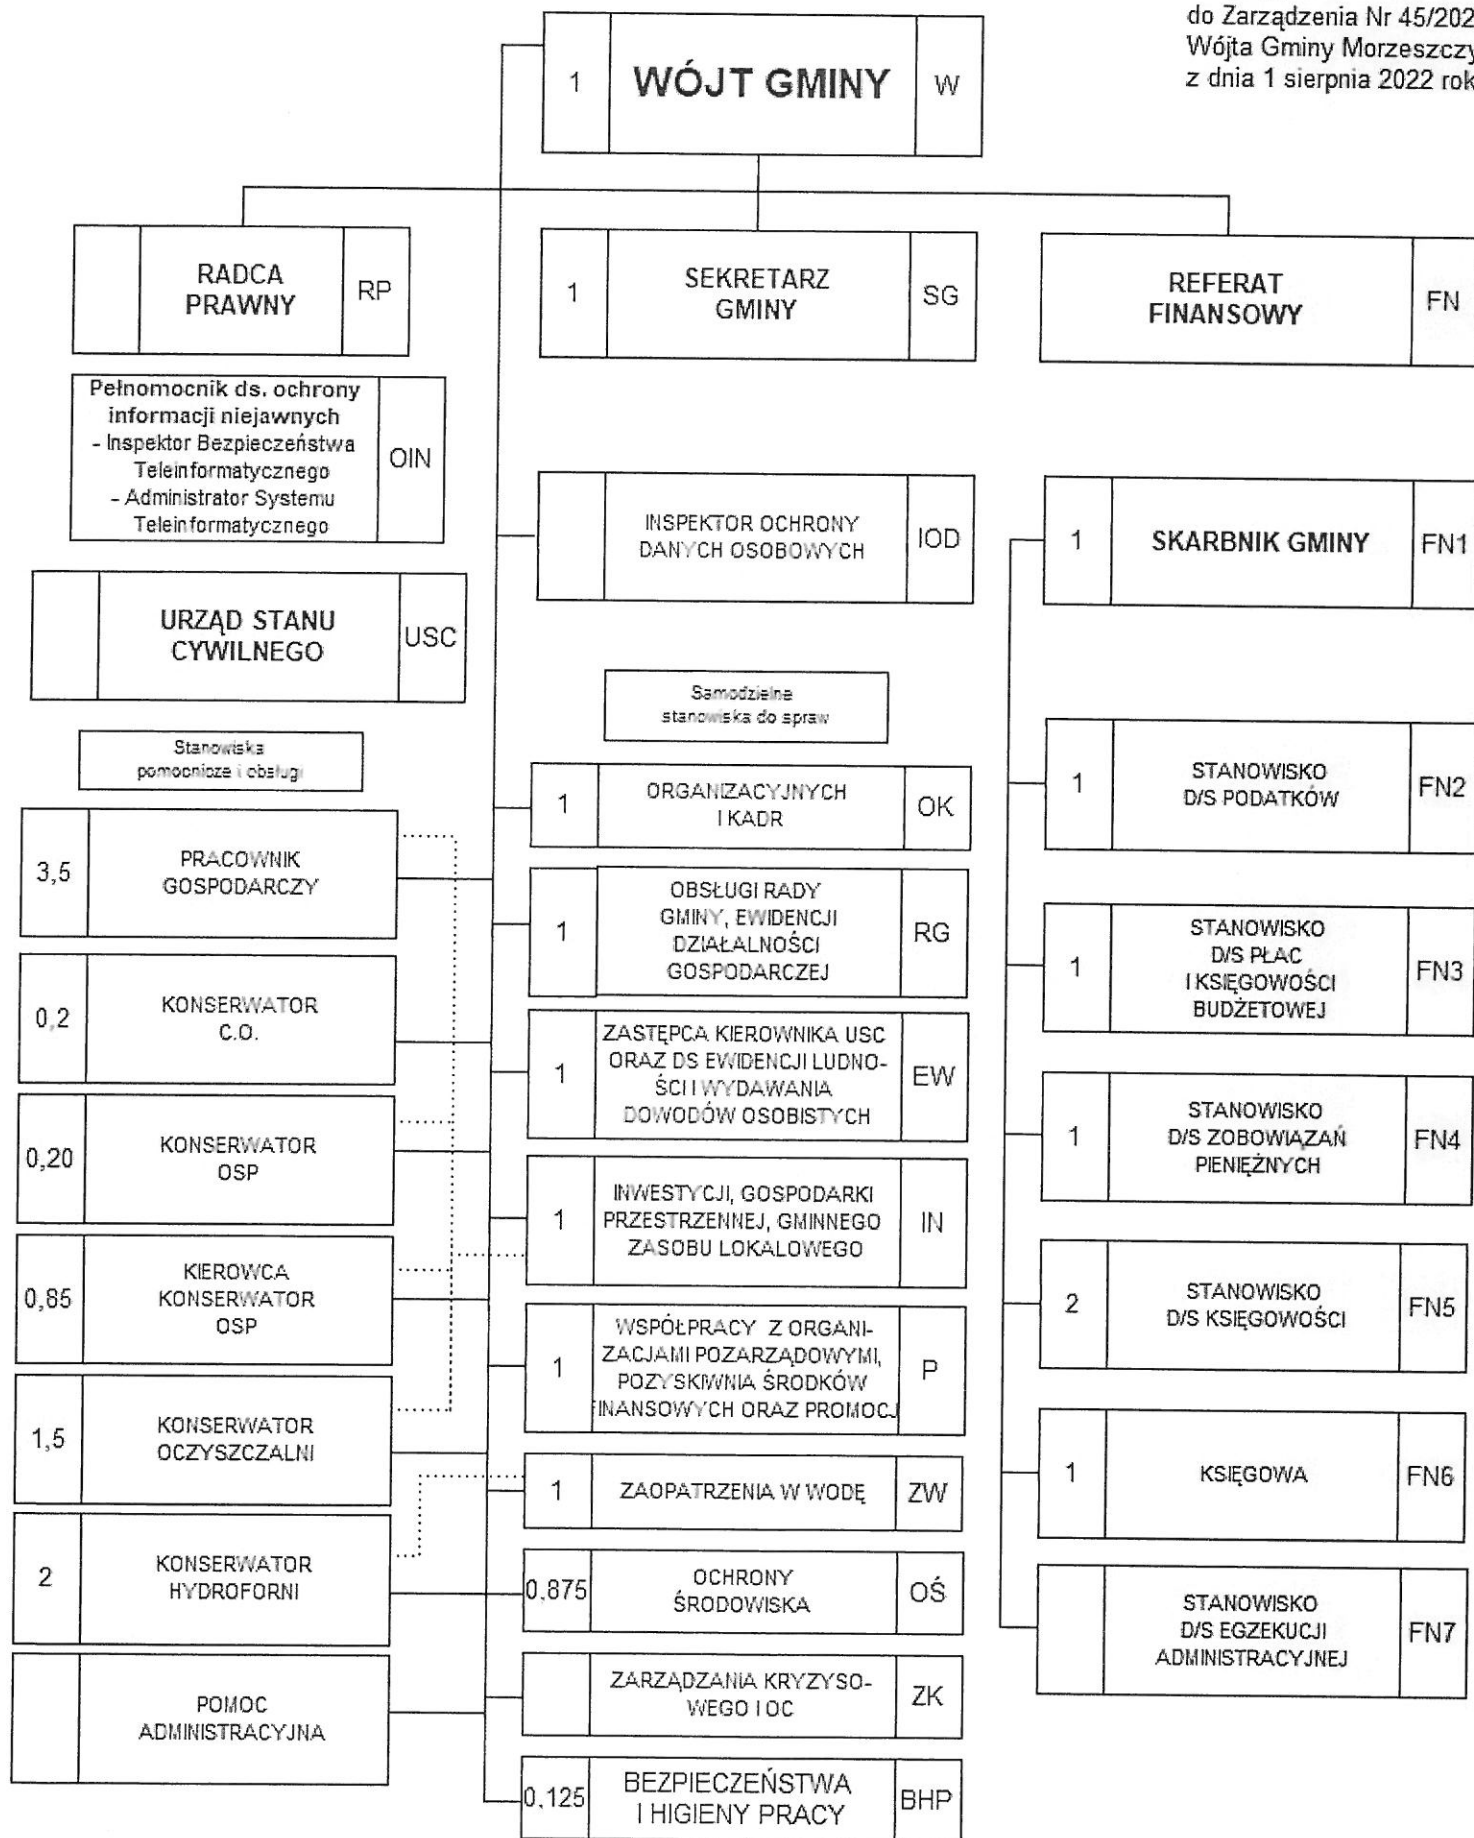 do Zarządzenia Nr 45/202
Wójta Gminy Morzeszczy
z dnia 1 sierpnia 2022 rok
1
WÓJT GMINY
W
RADCA
PRAWNY
RP
1
SEKRETARZ
GMINY
SG
REFERAT
FINANSOWY
FN
Pełnomocnik ds. ochrony
informacji niejawnych
- Inspektor Bezpieczeństwa
Teleinformatycznego
- Administrator Systemu
Teleinformatycznego
OIN
INSPEKTOR OCHRONY
DANYCH OSOBOWYCH
IOD
1
SKARBNIK GMINY
FN1
URZĄD STANU
CYWILNEGO
USC
Samodzielne
stanowiska do spraw
Stanowiska
pomocnicze i obsługi
3,5
PRACOWNIK
GOSPODARCZY
0,2
KONSERWATOR
C.O.
0,20
KONSERWATOR
OSP
0,85
KIEROWCA
KONSERWATOR
OSP
1,5
KONSERWATOR
OCZYSZCZALNI
2
KONSERWATOR
HYDROFORNI
POMOC
ADMINISTRACYJNA
1
ORGANIZACYJNYCH
I KADR
OK
1
OBSŁUGI RADY
GMINY, EWIDENCJI
DZIAŁALNOŚCI
GOSPODARCZEJ
RG
1
ZASTĘPCA KIEROWNIKA USC
ORAZ DS EWIDENCJI LUDNO-
ŚCI I WYDAWANIA
DOWODÓW OSOBISTYCH
EW
1
INWESTYCJI, GOSPODARKI
PRZESTRZENNEJ, GMINNEGO
ZASOBU LOKALOWEGO
IN
1
WSPÓŁPRACY Z ORGANI-
ZACJAMI POZARZĄDOWYMI,
POZYSKIWNIA ŚRODKÓW
INANSOWYCH ORAZ PROMOCJ
P
1
ZAOPATRZENIA W WODĘ
ZW
0,875
OCHRONY
ŚRODOWISKA
OŚ
ZARZĄDZANIA KRYZYSO-
WEGO I OC
ZK
0,125
BEZPIECZEŃSTWA
I HIGIENY PRACY
BHP
1
STANOWISKO
D/S PODATKÓW
FN2
1
STANOWISKO
D/S PŁAC
I KSIĘGOWOŚCI
BUDŻETOWEJ
FN3
1
STANOWISKO
D/S ZOBOWIĄZAŃ
PIENIĘŻNYCH
FN4
2
STANOWISKO
D/S KSIĘGOWOŚCI
FN5
1
KSIĘGOWA
FN6
STANOWISKO
D/S EGZEKUCJI
ADMINISTRACYJNEJ
FN7